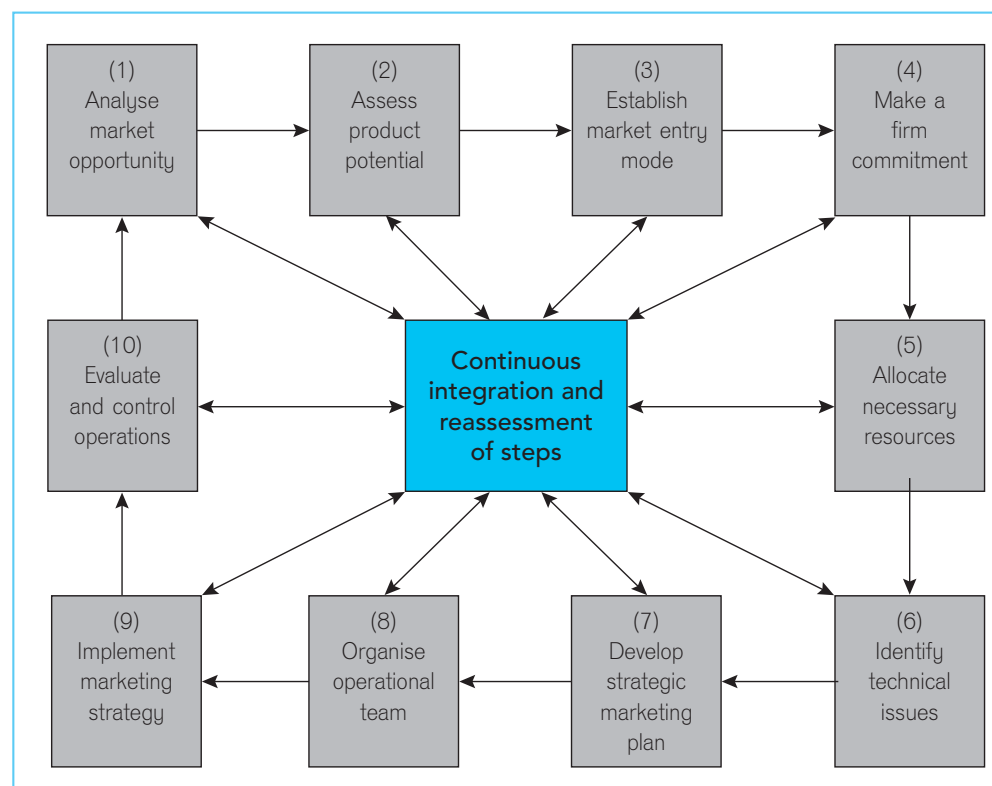 (1)
Analyse
market
opportunity
(2)
Assess
product
potential
(3)
Establish
market entry
mode
(4)
Make a
firm
commitment
(10)
Evaluate
and control
operations
Continuous
integration and
reassessment
of steps
(5)
Allocate
necessary
resources
(9)
Implement
marketing
strategy
(8)
Organise
operational
team
(7)
Develop
strategic
marketing
plan
(6)
Identify
technical
issues